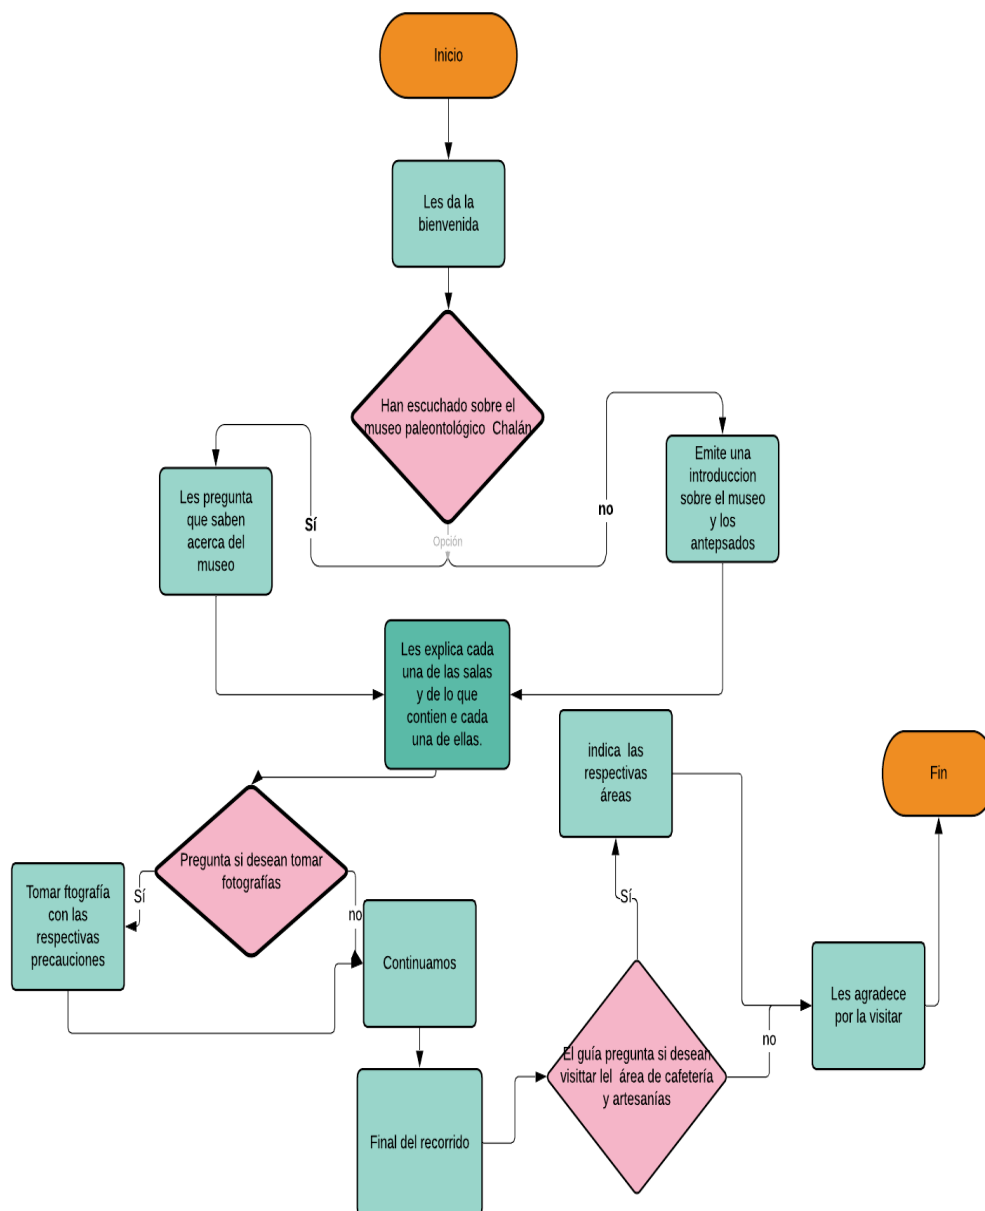 Inicio
Les da la
bienvenida
Han escuchado sobre el
museo paleontológico Chalán
Opción
Sí
no
Les pregunta
que saben
acerca del
museo
Emite una
introduccion
sobre el museo
y los
antepsados
Les explica cada
una de las salas
y de lo que
contien e cada
una de ellas.
Pregunta si desean tomar
fotografías
Sí
no
Tomar ftografía
con las
respectivas
precauciones
Continuamos
Final del recorrido
El guía pregunta si desean
visittar lel área de cafetería
y artesanías
Sí
no
indica las
respectivas
áreas
Les agradece
por la visitar
Fin